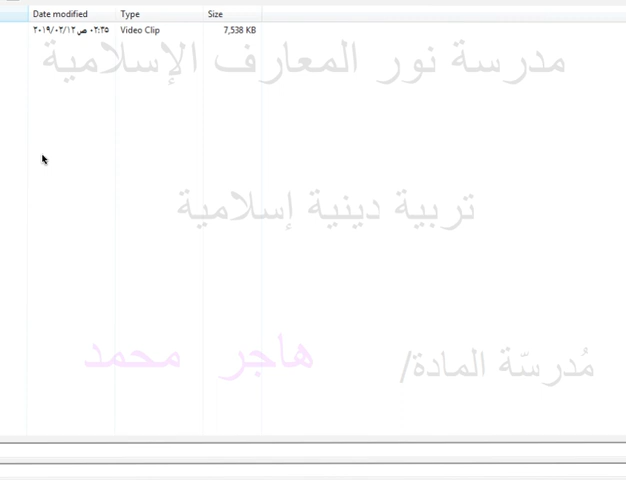 Date modified Type Size
٢٠١٩/٠٢/١٣ ٠٢:٣٥ ص Video Clip 7,538 KB
مدرسة نور المعارف الإسلامية
تربية دينية إسلامية
مُدرسّة المادة/ هاجر محمد